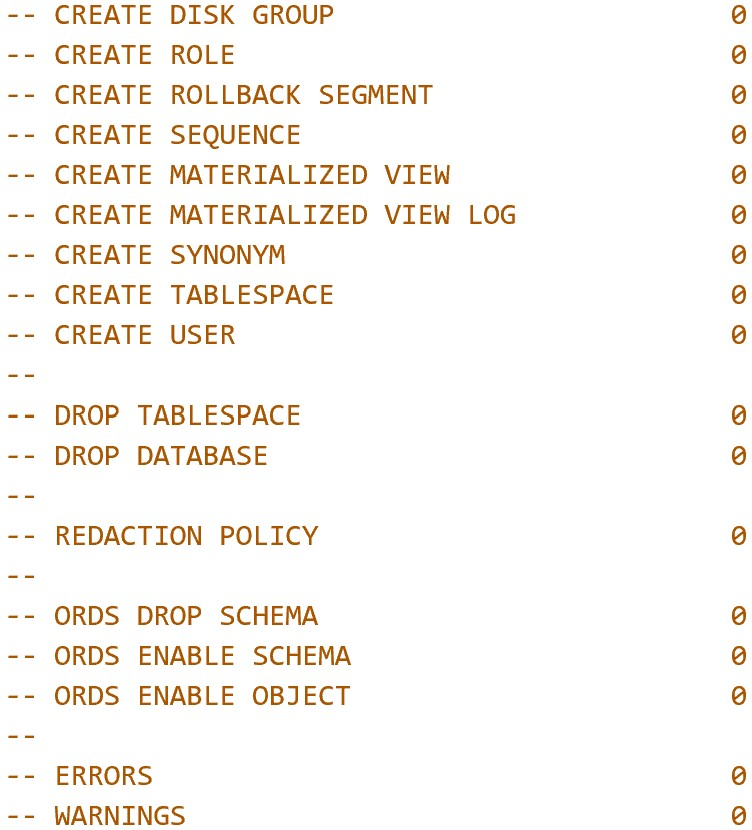 -- CREATE DISK GROUP                                                0
-- CREATE ROLE                                                      0
-- CREATE ROLLBACK SEGMENT                                          0
-- CREATE SEQUENCE                                                  0
-- CREATE MATERIALIZED VIEW                                         0
-- CREATE MATERIALIZED VIEW LOG                                     0
-- CREATE SYNONYM                                                   0
-- CREATE TABLESPACE                                                0
-- CREATE USER                                                      0
--
-- DROP TABLESPACE                                                  0
-- DROP DATABASE                                                    0
--
-- REDACTION POLICY                                                 0
--
-- ORDS DROP SCHEMA                                                 0
-- ORDS ENABLE SCHEMA                                               0
-- ORDS ENABLE OBJECT                                               0
--
-- ERRORS                                                           0
-- WARNINGS                                                         0